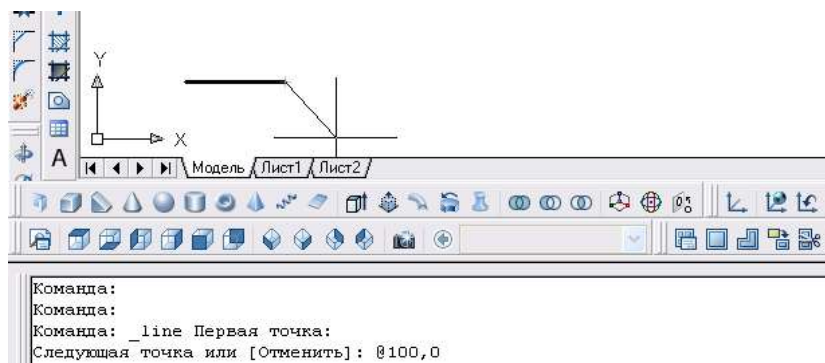 Y
X
A
Модель Лист1 Лист2
Команда:
Команда:
Команда: _line Первая точка:
Следующая точка или [Отменить]: @100,0